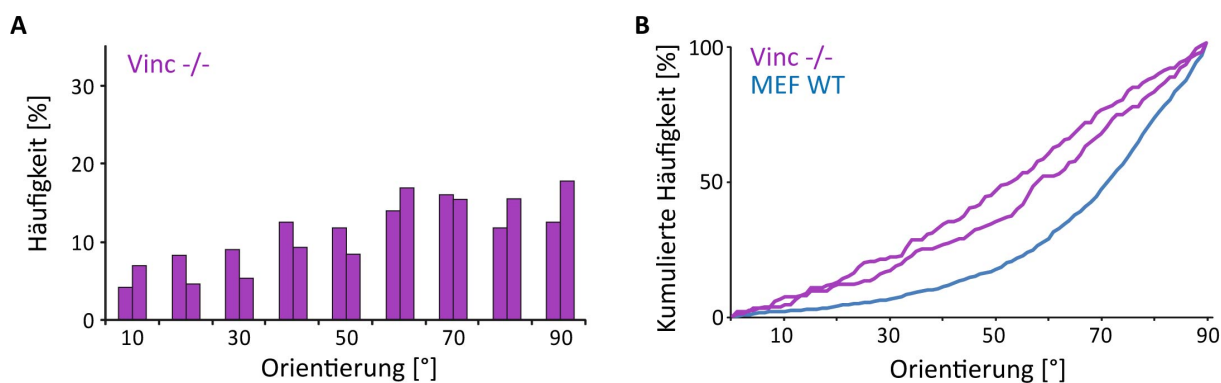 A
Vinc -/-
Häufigkeit [%]
30
20
10
0
10 30 50 70 90
Orientierung [°]
B
Vinc -/-
MEF WT
Kumulierte Häufigkeit [%]
100
50
0
10 30 50 70 90
Orientierung [°]